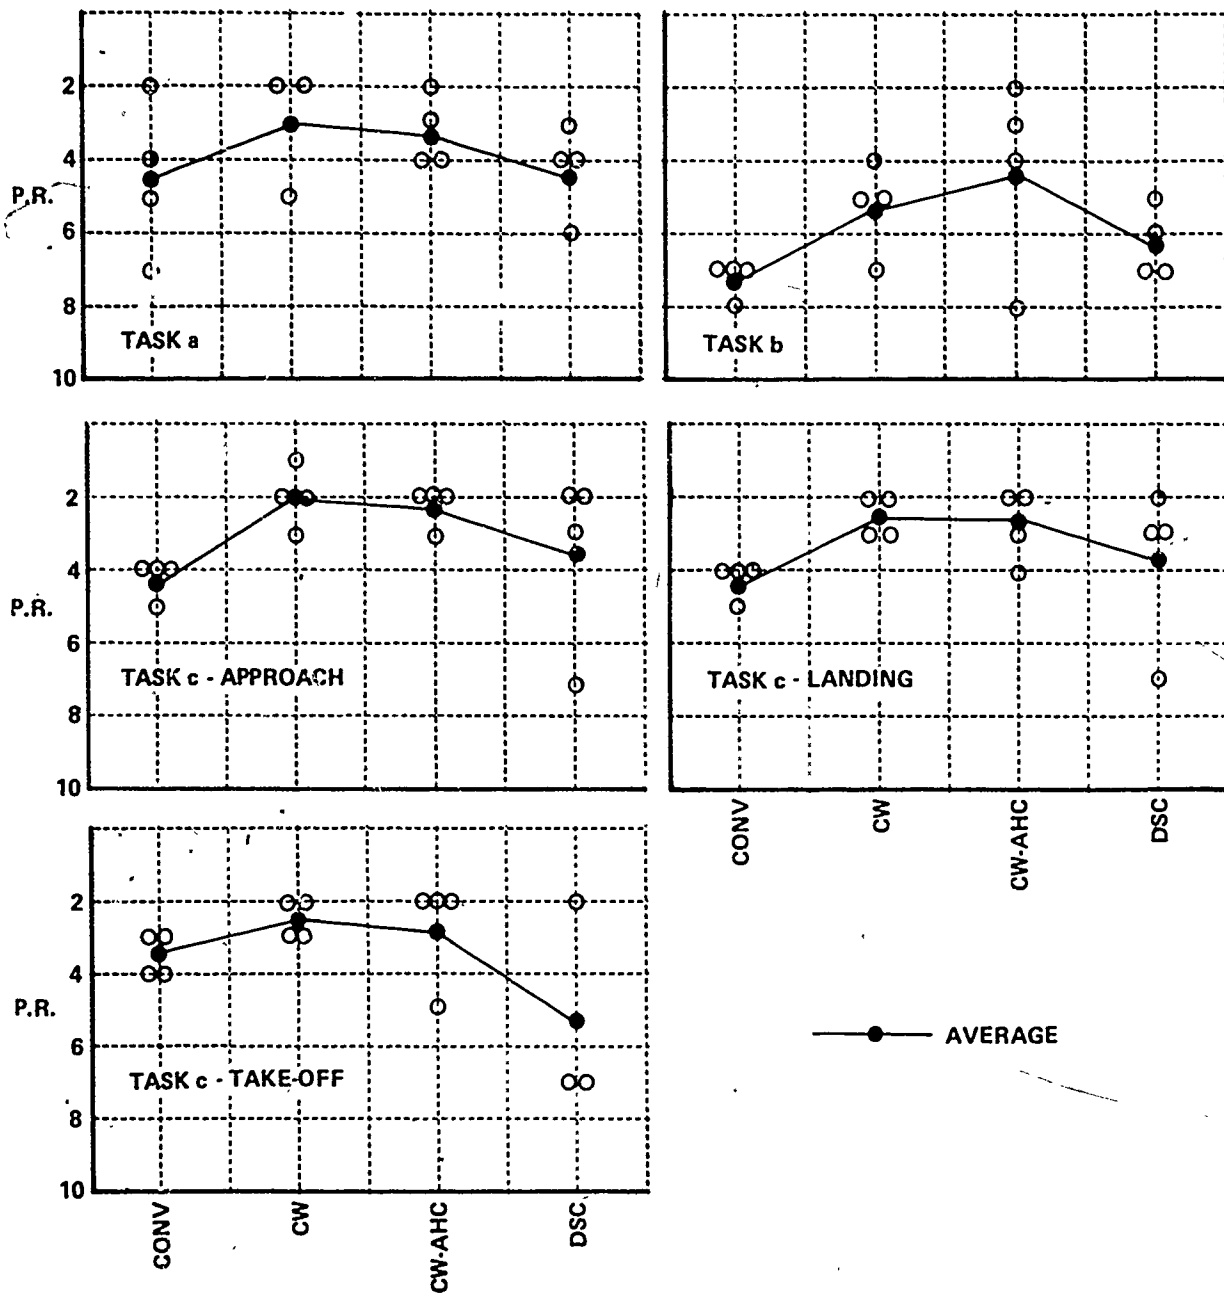 2
4
P.R.
6
8
TASK a
10
TASK b
2
4
P.R.
6
TASK c - APPROACH
8
10
TASK c - LANDING
CONV
CW
CW-AHC
DSC
2
4
P.R.
6
TASK c - TAKE-OFF
8
10
CONV
CW
CW-AHC
DSC
AVERAGE